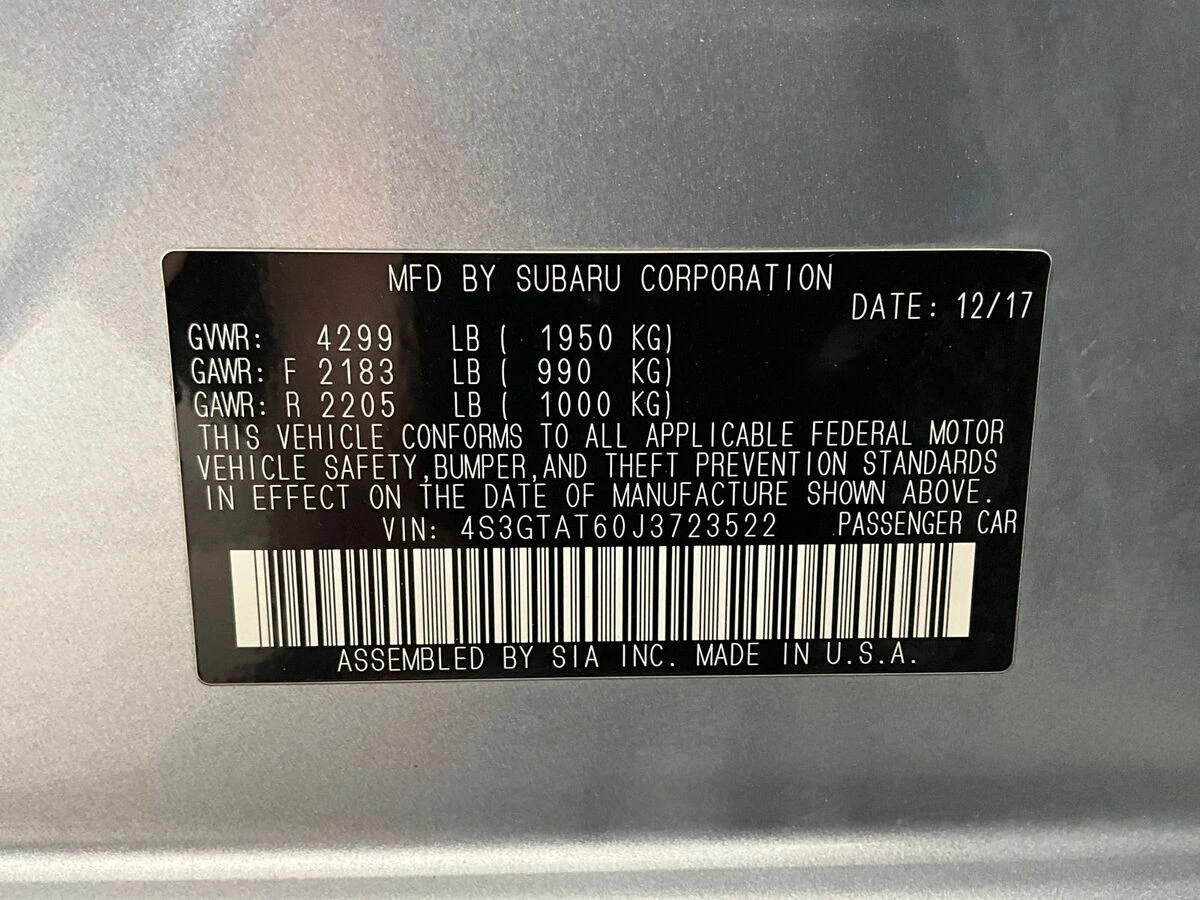 MFD BY SUBARU CORPORATION
DATE: 12/17
GVWR: 4299 LB ( 1950 KG)
GAWR: F 2183 LB ( 990 KG)
GAWR: R 2205 LB ( 1000 KG)
THIS VEHICLE CONFORMS TO ALL APPLICABLE FEDERAL MOTOR
VEHICLE SAFETY,BUMPER,AND THEFT PREVENTION STANDARDS
IN EFFECT ON THE DATE OF MANUFACTURE SHOWN ABOVE.
VIN: 4S3GTAT60J3723522 PASSENGER CAR
ASSEMBLED BY SIA INC. MADE IN U.S.A.